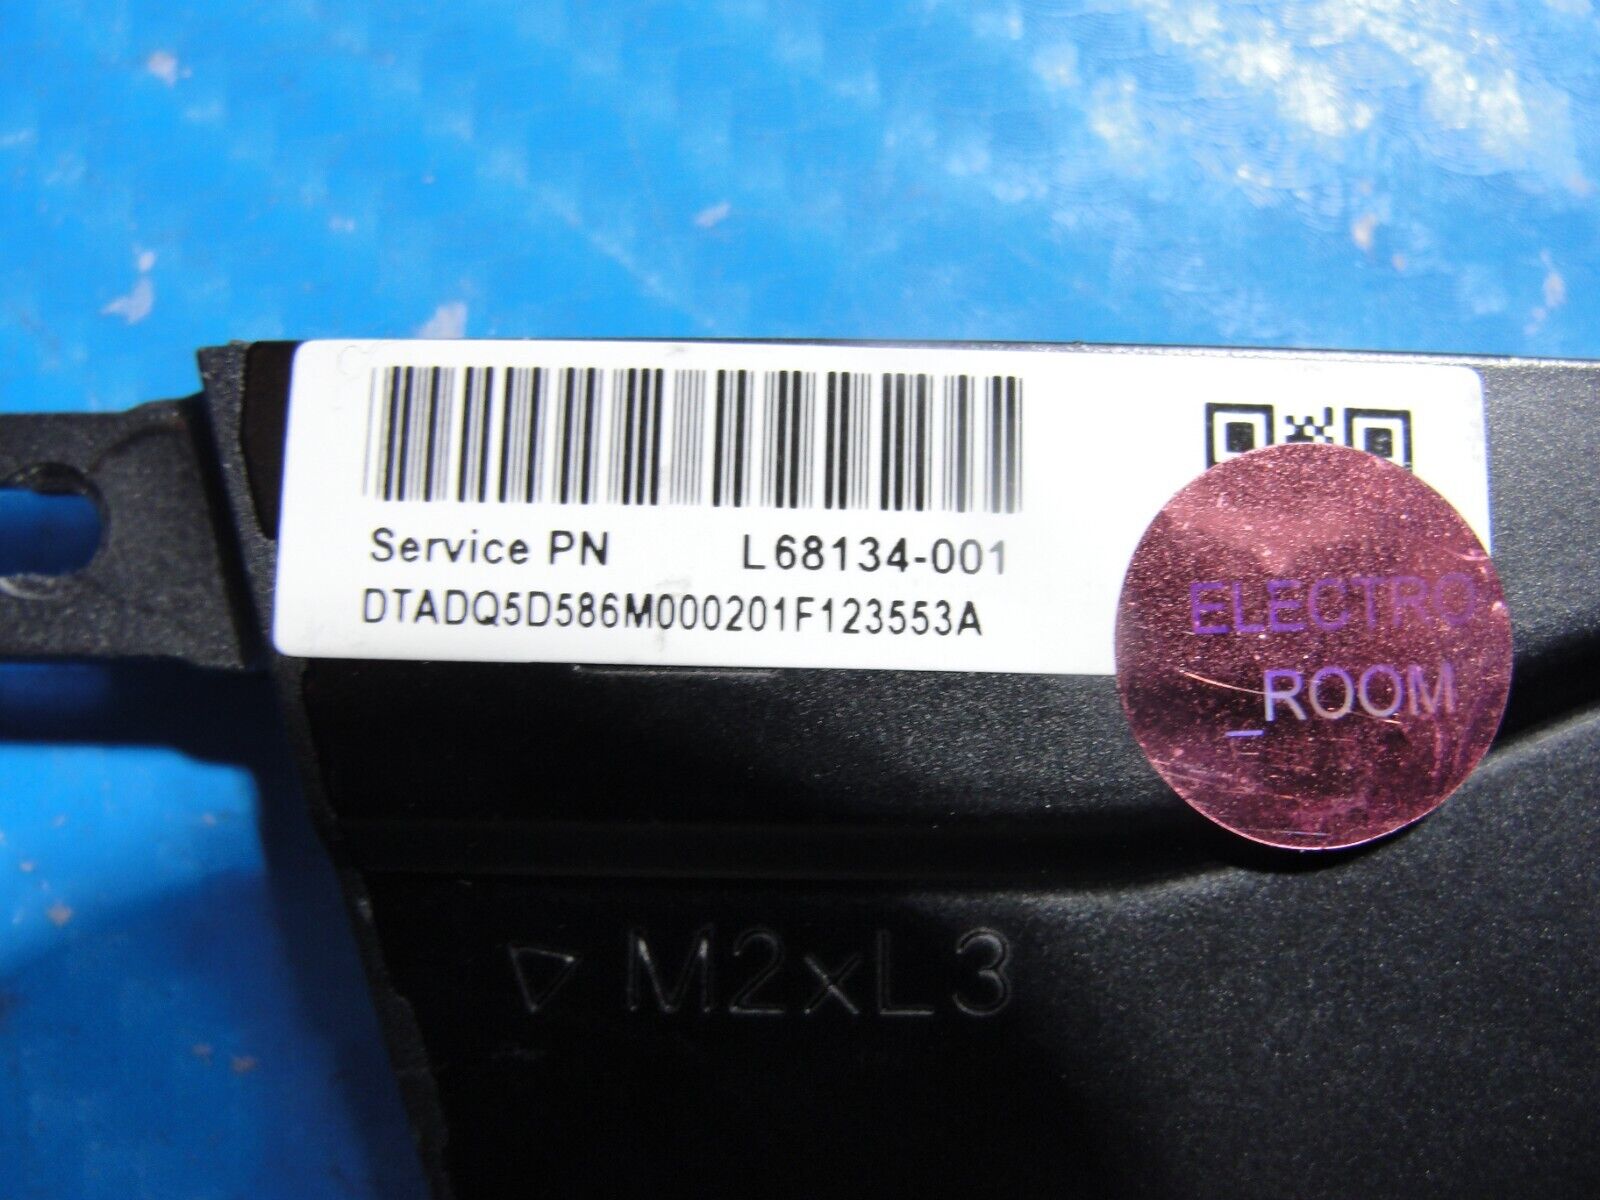 Service PN L68134-001
DTADQ5D586M000201F123553A
ELECTRO
_ROOM
M2xL3